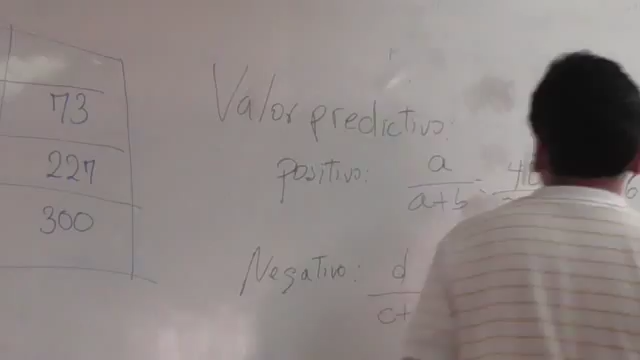 73
227
300
Valor predictivo:
positivo: a
a+b
Negativo: d
c+